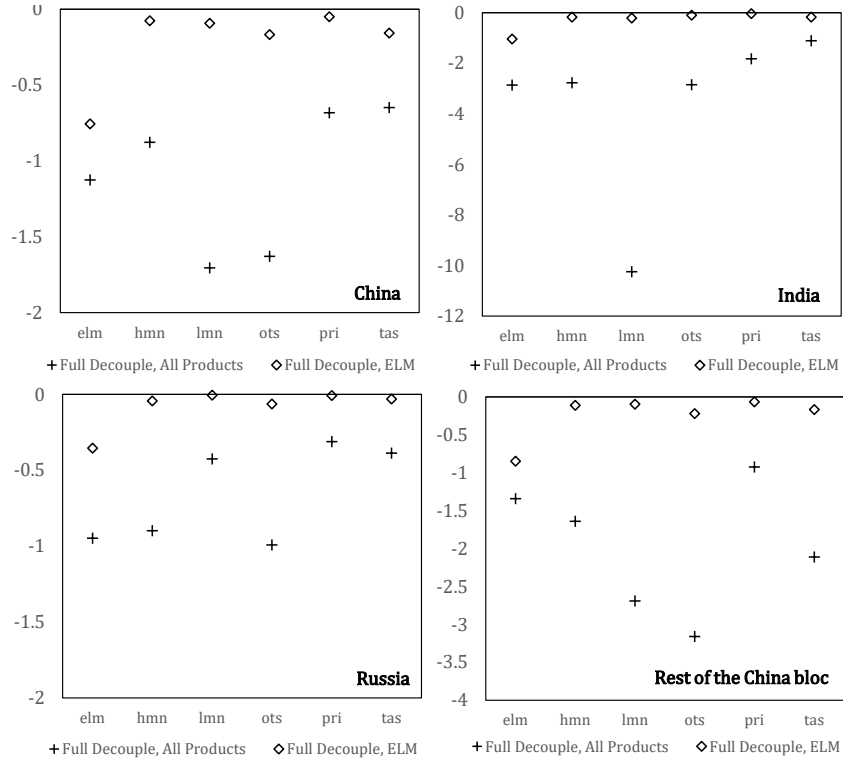 0
-0.5
-1
-1.5
-2
China
elm hmn lmn ots pri tas
Full Decouple, All Products Full Decouple, ELM
0
-2
-4
-6
-8
-10
-12
India
elm hmn lmn ots pri tas
Full Decouple, All Products Full Decouple, ELM
0
-0.5
-1
-1.5
-2
Russia
elm hmn lmn ots pri tas
Full Decouple, All Products Full Decouple, ELM
0
-0.5
-1
-1.5
-2
-2.5
-3
-3.5
-4
Rest of the China bloc
elm hmn lmn ots pri tas
Full Decouple, All Products Full Decouple, ELM